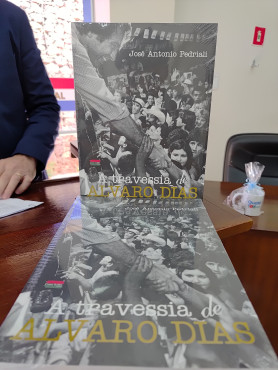 José Antonio Pedriali
A travessia de
ALVARO DIAS
José Antonio Pedriali
A travessia de
ALVARO DIAS